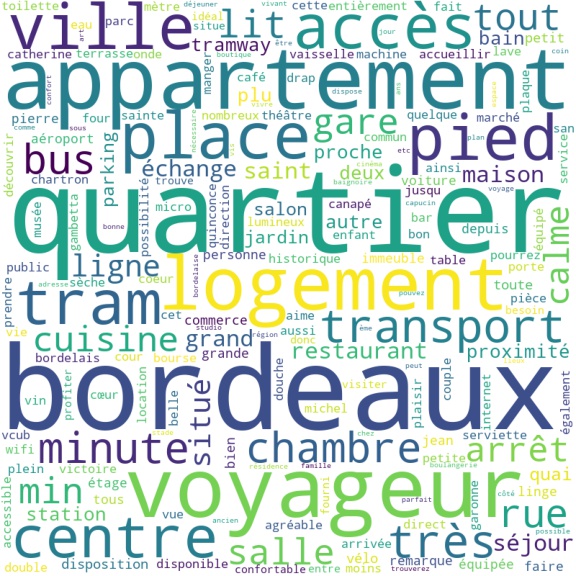 toilette
ville
parc
mètre
déjeuner
vivant
cette
entièrement
fait
eau
art
idéal
situe
lit
accès
tout
catherine
terrasse
onde
tramway
être
boutique
jour
vaisselle
machine
accueillir
bain
petit
coin
confort
dispose
ans
lave
appartement
découvrir
pierre
four
sainte
manger
café
drap
nombreux
plu
vivre
théâtre
quelque
marché
plaque
espace
san
services
aéroport
sous
comme
nécessaire
place
gare
commun
pied
bus
chartron
parking
proche
plan
etc
ainsi
échange
saint
deux
voiture
maison
musée
gambetta
trouve
possibilité
cinéma
baignoire
voyage
jusqu
quartier
bonne
micro
quinconce
direction
salon
canapé
capucin
bar
bon
depuis
lumineux
jardin
autre
enfant
équipé
calme
public
ligne
personne
historique
immeuble
table
pourrez
porte
prendre
adresse
sèche
coeur
bordelaise
logement
toute
pièce
tram
cet
commerce
studio
région
aime
aussi
donc
pouvez
ème
besoin
vie
cuisine
grand
transport
bordelais
cour
bourse
grande
restaurant
proximité
bordeaux
vin
profiter
cœur
location
belle
situé
douche
visiter
michel
peut
plaisir
couple
internet
serviette
également
vcub
stade
chez
wifi
minute
bien
chambre
jean
petite
arrêt
plein
victoire
résidence
famille
boulangerie
quai
accessible
min
étage
tous
voyageur
fourni
parfait
direct
garonne
côté
linge
rue
station
vue
ancien
agréable
arrivée
vélo
possible
centre
salle
très
séjour
remarque
équipée
double
disposition
disponible
confortable
entre
moins
trouverez
faire